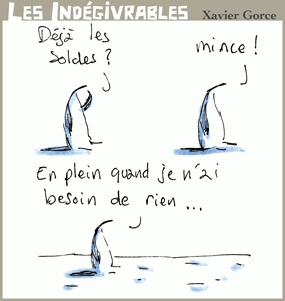 LES INDÉGIVRABLES
Xavier Gorce
Déjà les
soldes ?
mince !
En plein quand je n'ai
besoin de rien ...